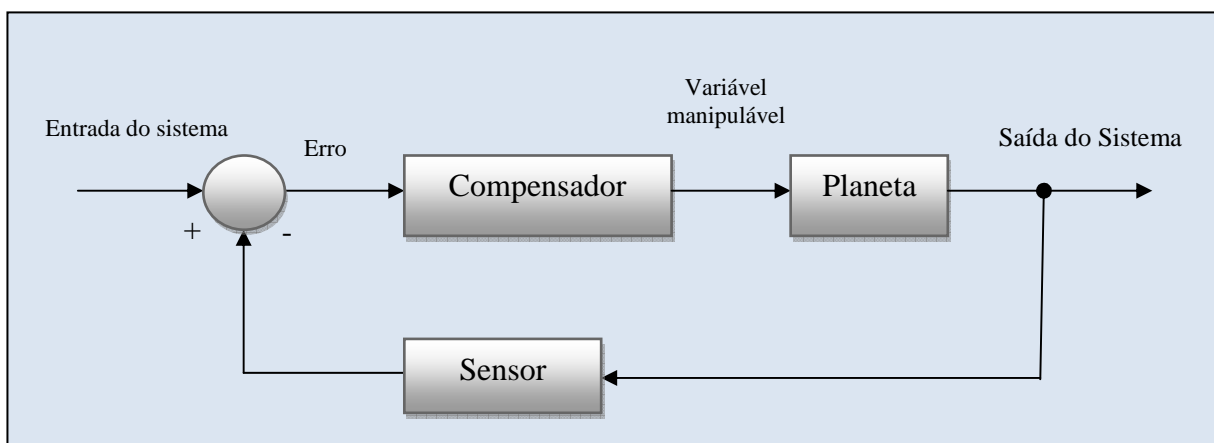 Variável
manipulável
Entrada do sistema
Erro
Saída do Sistema
Compensador
Planeta
+
-
Sensor